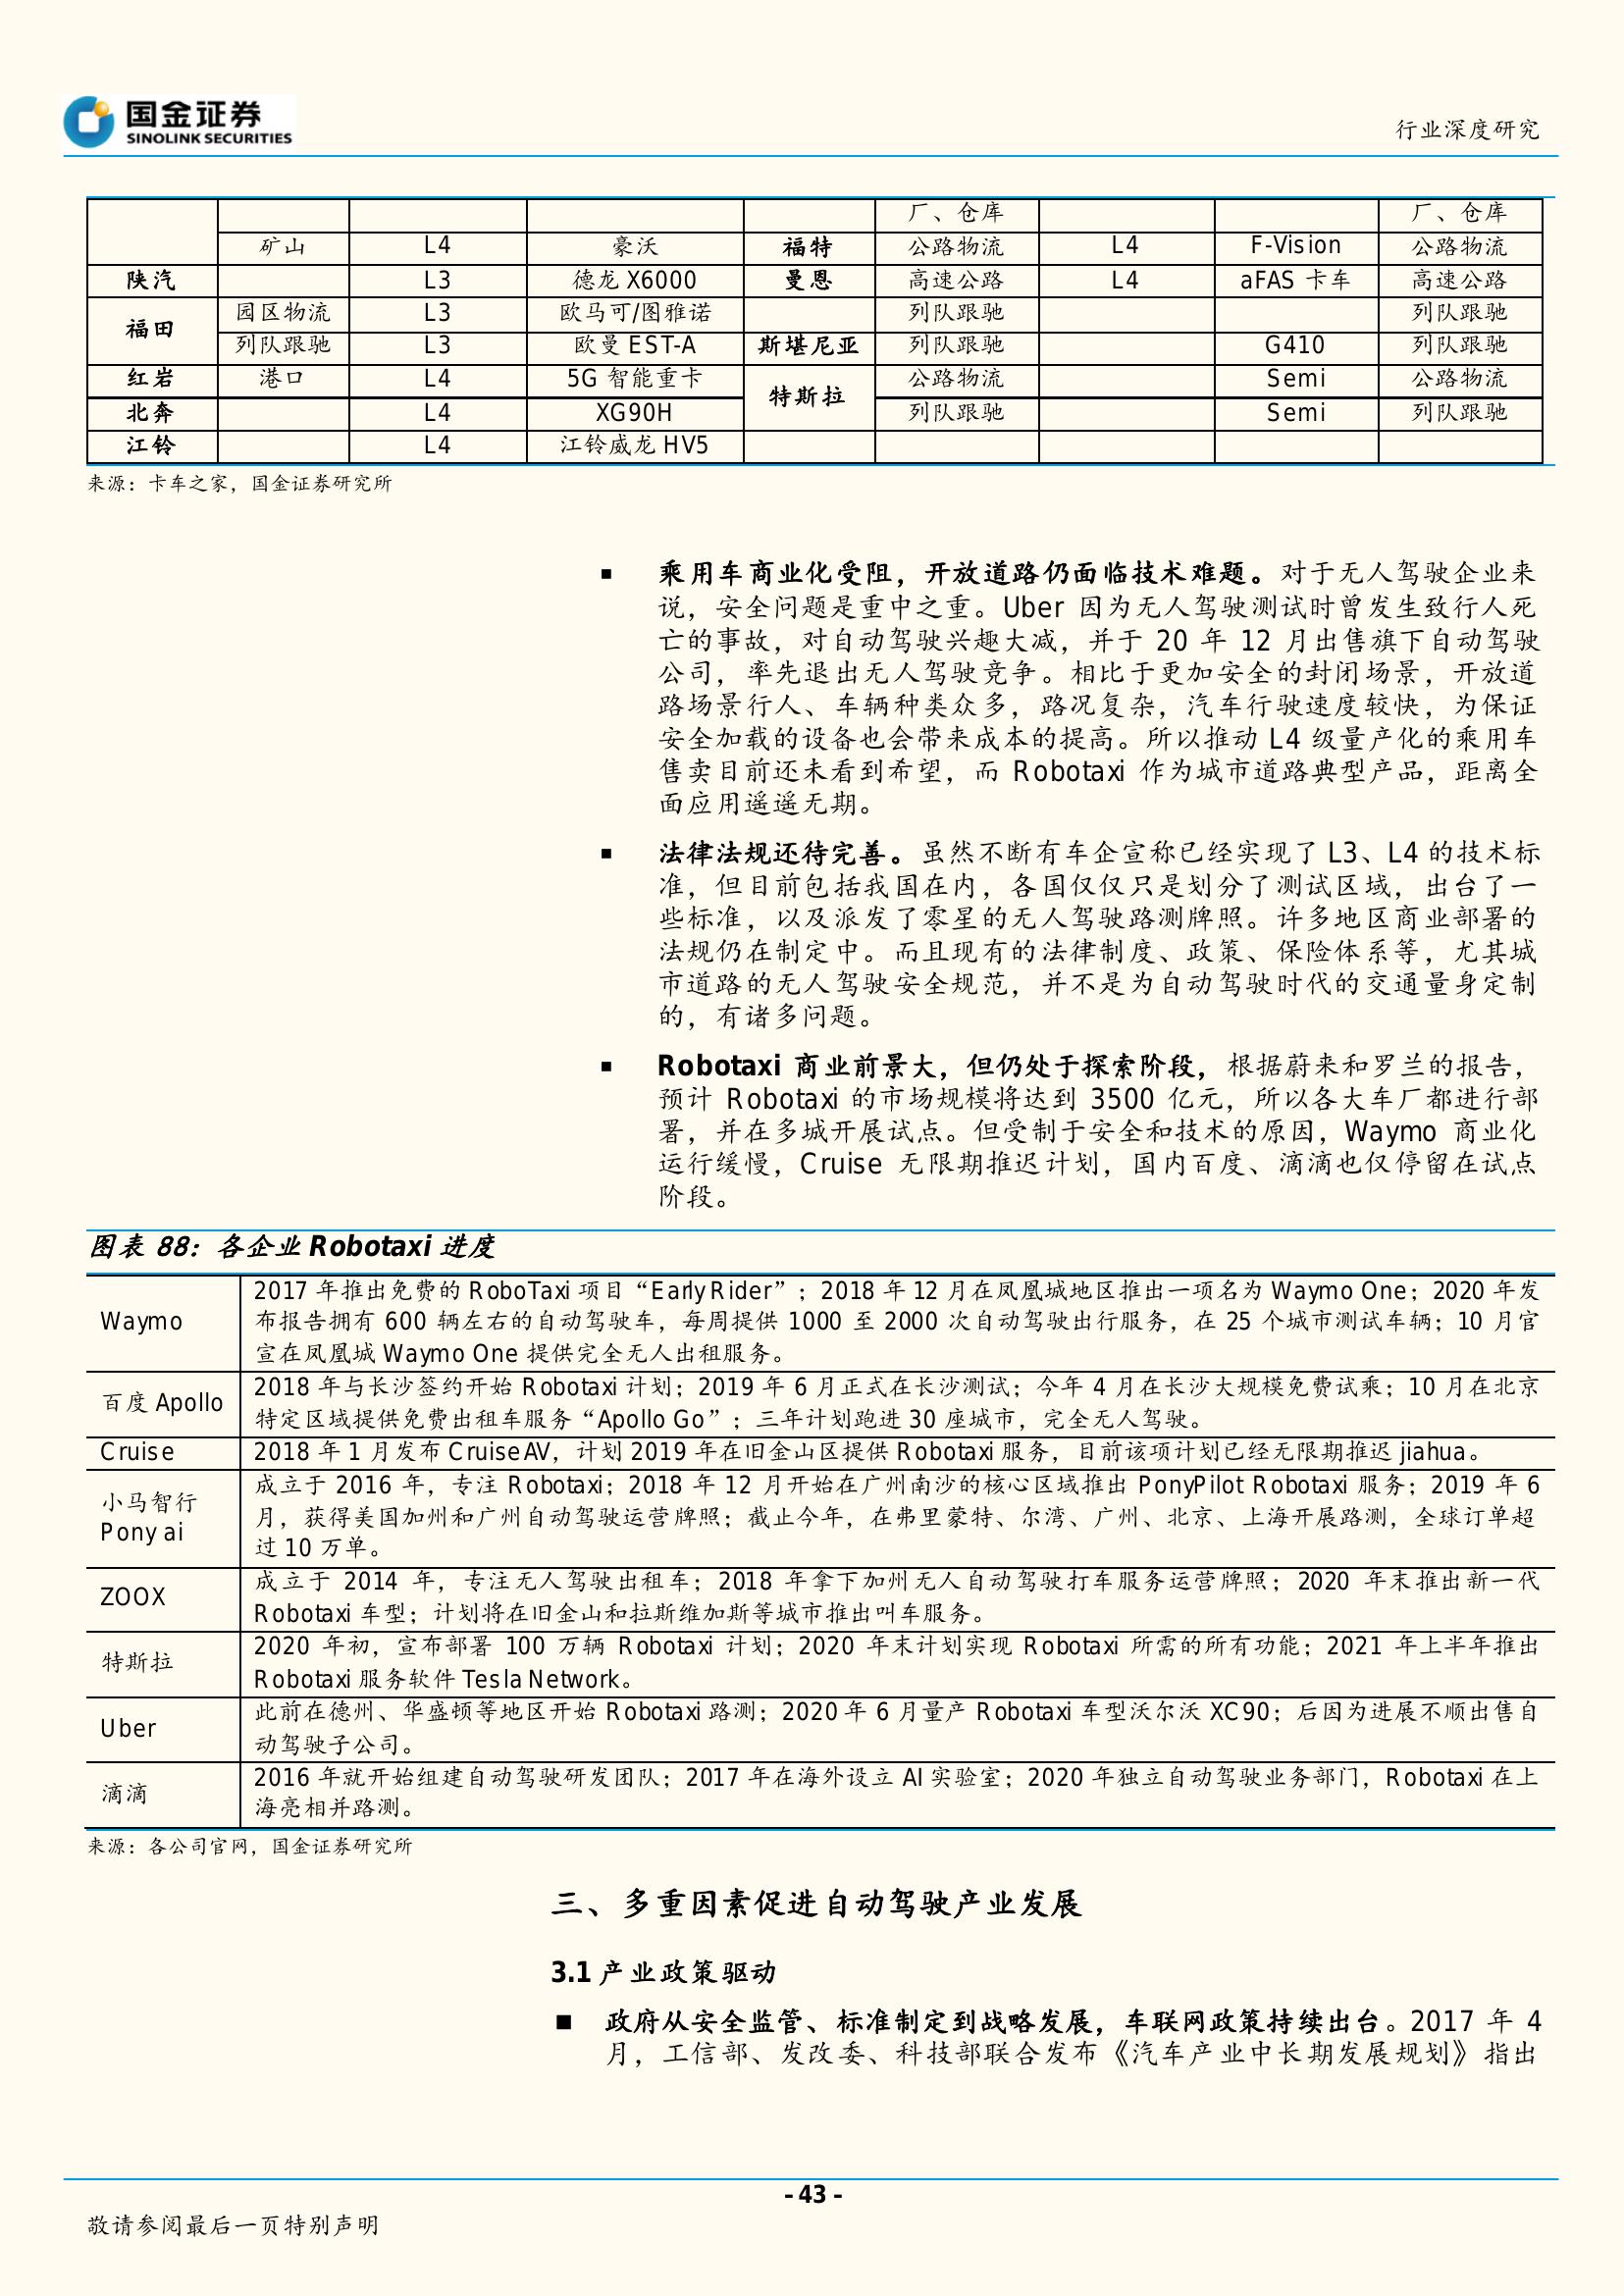 国金证券
SINOLINK SECURITIES
行业深度研究
厂、仓库 厂、仓库
矿山 L4 豪沃 福特 公路物流 L4 F-Vision 公路物流
陕汽 L3 德龙 X6000 曼恩 高速公路 L4 aFAS 卡车 高速公路
福田 园区物流 L3 欧马可/图雅诺 列队跟驰 列队跟驰
列队跟驰 L3 欧曼 EST-A 斯堪尼亚 列队跟驰 G410 列队跟驰
红岩 港口 L4 5G 智能重卡 特斯拉 公路物流 Semi 公路物流
北奔 L4 XG90H 列队跟驰 Semi 列队跟驰
江铃 L4 江铃威龙 HV5
来源：卡车之家，国金证券研究所
■ 乘用车商业化受阻，开放道路仍面临技术难题。对于无人驾驶企业来
说，安全问题是重中之重。Uber 因为无人驾驶测试时曾发生致行人死
亡的事故，对自动驾驶兴趣大减，并于 20 年 12 月出售旗下自动驾驶
公司，率先退出无人驾驶竞争。相比于更加安全的封闭场景，开放道
路场景行人、车辆种类众多，路况复杂，汽车行驶速度较快，为保证
安全加载的设备也会带来成本的提高。所以推动 L4 级量产化的乘用车
售卖目前还未看到希望，而 Robotaxi 作为城市道路典型产品，距离全
面应用遥遥无期。
■ 法律法规还待完善。虽然不断有车企宣称已经实现了 L3、L4 的技术标
准，但目前包括我国在内，各国仅仅只是划分了测试区域，出台了一
些标准，以及派发了零星的无人驾驶路测牌照。许多地区商业部署的
法规仍在制定中。而且现有的法律制度、政策、保险体系等，尤其城
市道路的无人驾驶安全规范，并不是为自动驾驶时代的交通量身定制
的，有诸多问题。
■ Robotaxi 商业前景大，但仍处于探索阶段，根据蔚来和罗兰的报告，
预计 Robotaxi 的市场规模将达到 3500 亿元，所以各大车厂都进行部
署，并在多城开展试点。但受制于安全和技术的原因，Waymo 商业化
运行缓慢，Cruise 无限期推迟计划，国内百度、滴滴也仅停留在试点
阶段。
图表 88：各企业 Robotaxi 进度
Waymo 2017 年推出免费的 RoboTaxi 项目“Early Rider”；2018 年 12 月在凤凰城地区推出一项名为 Waymo One；2020 年发
布报告拥有 600 辆左右的自动驾驶车，每周提供 1000 至 2000 次自动驾驶出行服务，在 25 个城市测试车辆；10 月官
宣在凤凰城 Waymo One 提供完全无人出租服务。
百度 Apollo 2018 年与长沙签约开始 Robotaxi 计划；2019 年 6 月正式在长沙测试；今年 4 月在长沙大规模免费试乘；10 月在北京
特定区域提供免费出租车服务“Apollo Go”；三年计划跑进 30 座城市，完全无人驾驶。
Cruise 2018 年 1 月发布 CruiseAV，计划 2019 年在旧金山区提供 Robotaxi 服务，目前该项计划已经无限期推迟 jiahua。
小马智行
Pony ai
成立于 2016 年，专注 Robotaxi；2018 年 12 月开始在广州南沙的核心区域推出 PonyPilot Robotaxi 服务；2019 年 6
月，获得美国加州和广州自动驾驶运营牌照；截止今年，在弗里蒙特、尔湾、广州、北京、上海开展路测，全球订单超
过 10 万单。
ZOOX 成立于 2014 年，专注无人驾驶出租车；2018 年拿下加州无人自动驾驶打车服务运营牌照；2020 年末推出新一代
Robotaxi 车型；计划将在旧金山和拉斯维加斯等城市推出叫车服务。
特斯拉 2020 年初，宣布部署 100 万辆 Robotaxi 计划；2020 年末计划实现 Robotaxi 所需的所有功能；2021 年上半年推出
Robotaxi 服务软件 Tesla Network。
Uber 此前在德州、华盛顿等地区开始 Robotaxi 路测；2020 年 6 月量产 Robotaxi 车型沃尔沃 XC90；后因为进展不顺出售自
动驾驶子公司。
滴滴 2016 年就开始组建自动驾驶研发团队；2017 年在海外设立 AI 实验室；2020 年独立自动驾驶业务部门，Robotaxi 在上
海亮相并路测。
来源：各公司官网，国金证券研究所
三、多重因素促进自动驾驶产业发展
3.1 产业政策驱动
■ 政府从安全监管、标准制定到战略发展，车联网政策持续出台。2017 年 4
月，工信部、发改委、科技部联合发布《汽车产业中长期发展规划》指出
- 43 -
敬请参阅最后一页特别声明